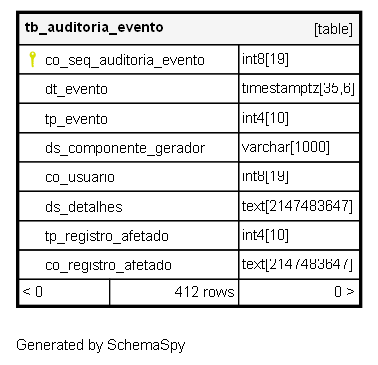 tb_auditoria_evento [table]
co_seq_auditoria_evento int8[19]
dt_evento timestamptz[35,6]
tp_evento int4[10]
ds_componente_gerador varchar[1000]
co_usuario int8[19]
ds_detalhes text[2147483647]
tp_registro_afetado int4[10]
co_registro_afetado text[2147483647]
< 0 412 rows 0 >
Generated by SchemaSpy